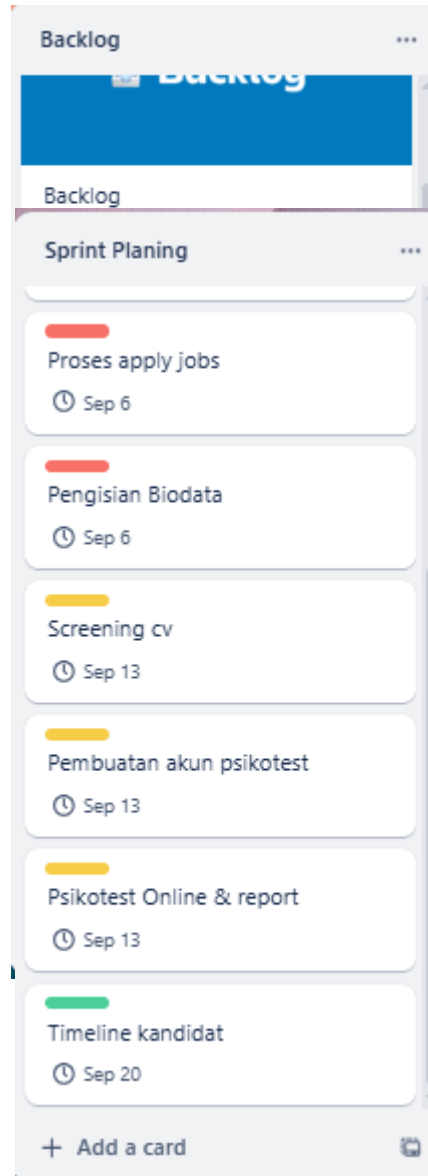 Backlog
Backlog
Backlog
Sprint Planing
Proses apply jobs
Sep 6
Pengisian Biodata
Sep 6
Screening cv
Sep 13
Pembuatan akun psikotest
Sep 13
Psikotest Online & report
Sep 13
Timeline kandidat
Sep 20
+ Add a card